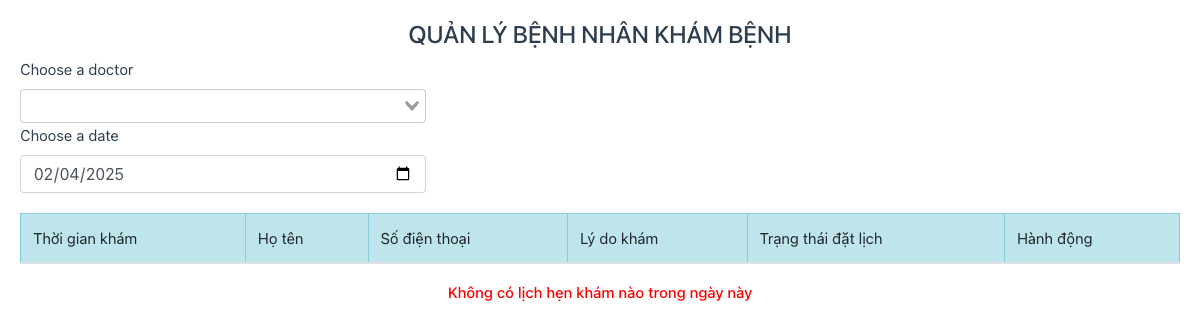 QUẢN LÝ BỆNH NHÂN KHÁM BỆNH
Choose a doctor
Choose a date
02/04/2025
Thời gian khám Họ tên Số điện thoại Lý do khám Trạng thái đặt lịch Hành động
Không có lịch hẹn khám nào trong ngày này